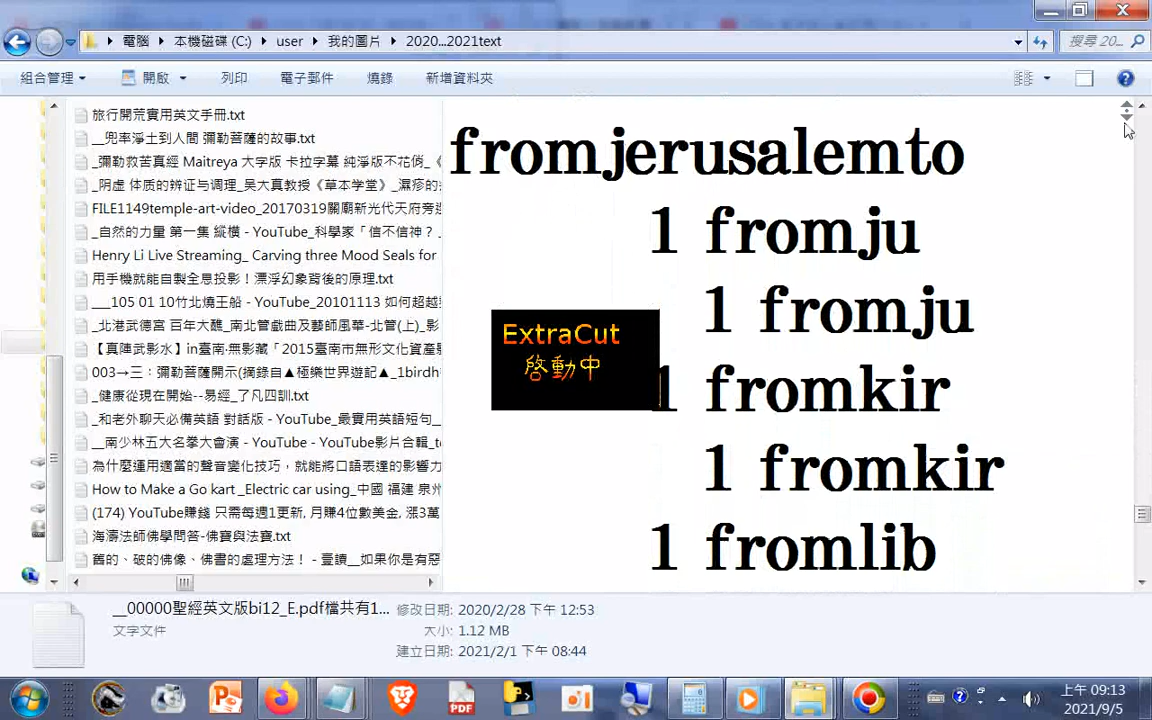 電腦 本機磁碟 (C:) user 我的圖片 2020...2021text
搜尋 20...
組合管理 開啟 列印 電子郵件 燒錄 新增資料夾
旅行開荒實用英文手冊.txt
__兜率淨土到人間 彌勒菩薩的故事.txt
_彌勒救苦真經 Maitreya 大字版 卡拉字幕 純淨版不花俏_《
_阴虚 体质的辨证与调理_吴大真教授《草本学堂》_濕疹的
FILE1149temple-art-video_20170319關廟新光代天府旁邊
_自然的力量 第一集 縱橫 - YouTube_科學家「信不信神？
Henry Li Live Streaming_ Carving three Mood Seals for
用手機就能自製全息投影！漂浮幻象背後的原理.txt
___105 01 10竹北燒王船 - YouTube_20101113 如何超越
_北港武德宮 百年大醮_南北管戲曲及藝師風華-北管(上)_影
【真陣武影水】in臺南·無影藏「2015臺南市無形文化資產影
003→三：彌勒菩薩開示(摘錄自▲極樂世界遊記▲_1birdh
_健康從現在開始--易經_了凡四訓.txt
_和老外聊天必備英語 對話版 - YouTube_最實用英語短句_
__南少林五大名拳大會演 - YouTube - YouTube影片合輯_t
為什麼運用適當的聲音變化技巧，就能將口語表達的影響力
How to Make a Go kart _Electric car using_中國 福建 泉州
(174) YouTube賺錢 只需每週1更新, 月賺4位數美金, 漲3萬
海濤法師佛學問答-佛寶與法寶.txt
舊的、破的佛像、佛書的處理方法！ - 壹讀__如果你是有惡
fromjerusalemto
1 fromju
1 fromju
1 fromkir
1 fromkir
1 fromlib
ExtraCut
啓動中
__00000聖經英文版bi12_E.pdf檔共有1...
文字文件
修改日期: 2020/2/28 下午 12:53
大小: 1.12 MB
建立日期: 2021/2/1 下午 08:44
上午 09:13
2021/9/5